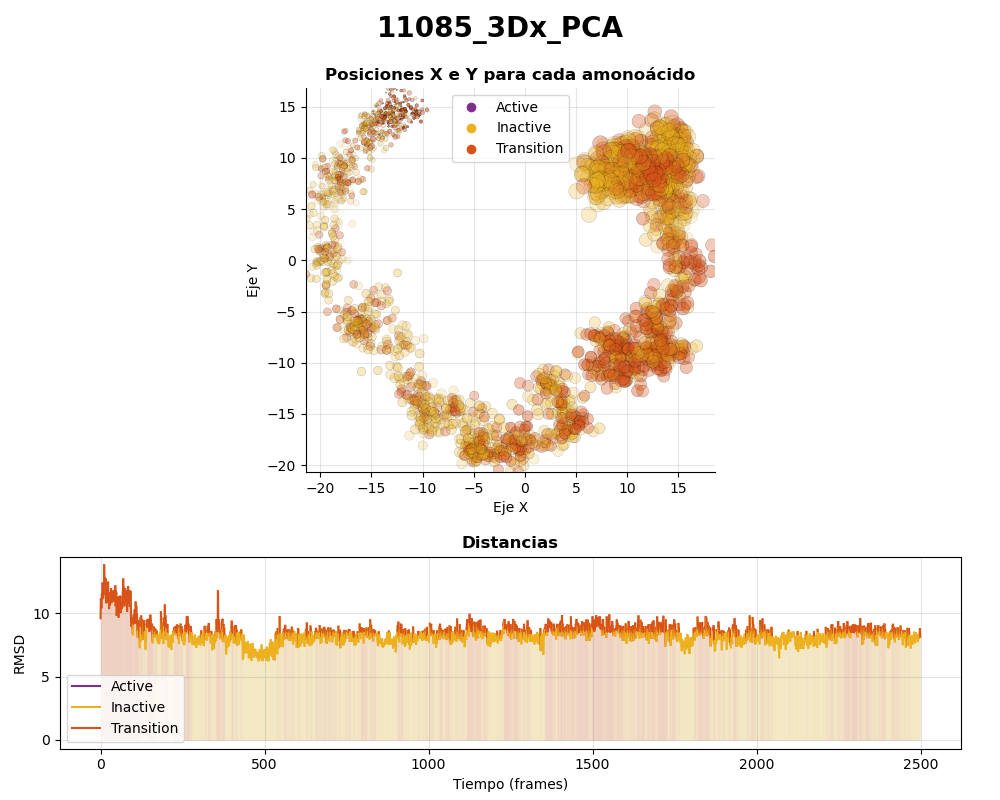 11085_3Dx_PCA
Posiciones X e Y para cada amonoácido
Active
Inactive
Transition
15
10
5
0
−5
−10
−15
−20
Eje Y
−20 −15 −10 −5 0 5 10 15
Eje X
Distancias
10
5
0
RMSD
Active
Inactive
Transition
0 500 1000 1500 2000 2500
Tiempo (frames)